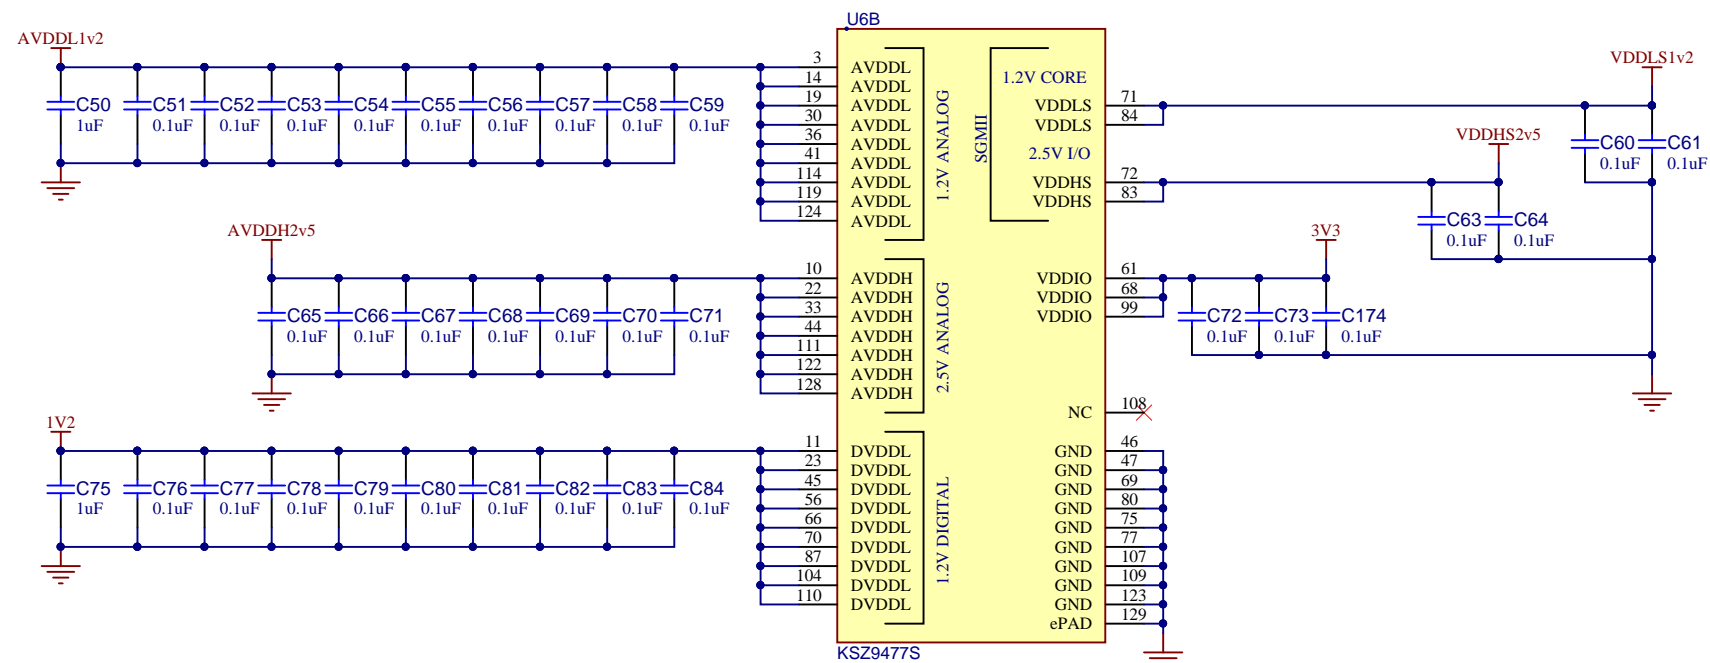 U6B
AVDDL1v2
C50 C51 C52 C53 C54 C55 C56 C57 C58 C59
1uF 0.1uF 0.1uF 0.1uF 0.1uF 0.1uF 0.1uF 0.1uF 0.1uF 0.1uF
3 AVDDL
14 AVDDL
19 AVDDL
30 AVDDL
36 AVDDL
41 AVDDL
114 AVDDL
119 AVDDL
124 AVDDL
1.2V ANALOG
AVDDH2v5
C65 C66 C67 C68 C69 C70 C71
0.1uF 0.1uF 0.1uF 0.1uF 0.1uF 0.1uF 0.1uF
10 AVDDH
22 AVDDH
33 AVDDH
44 AVDDH
111 AVDDH
122 AVDDH
128 AVDDH
2.5V ANALOG
1V2
C75 C76 C77 C78 C79 C80 C81 C82 C83 C84
1uF 0.1uF 0.1uF 0.1uF 0.1uF 0.1uF 0.1uF 0.1uF 0.1uF 0.1uF
11 DVDDL
23 DVDDL
45 DVDDL
56 DVDDL
66 DVDDL
70 DVDDL
87 DVDDL
104 DVDDL
110 DVDDL
1.2V DIGITAL
SGMII
1.2V CORE
VDDLS 71
VDDLS 84
2.5V I/O
VDDHS 72
VDDHS 83
VDDIO 61
VDDIO 68
VDDIO 99
NC 108
GND 46
GND 47
GND 69
GND 80
GND 75
GND 77
GND 107
GND 109
GND 123
ePAD 129
VDDLS1v2
C60 C61
0.1uF 0.1uF
VDDHS2v5
C63 C64
0.1uF 0.1uF
3V3
C72 C73 C174
0.1uF 0.1uF 0.1uF
KSZ9477S